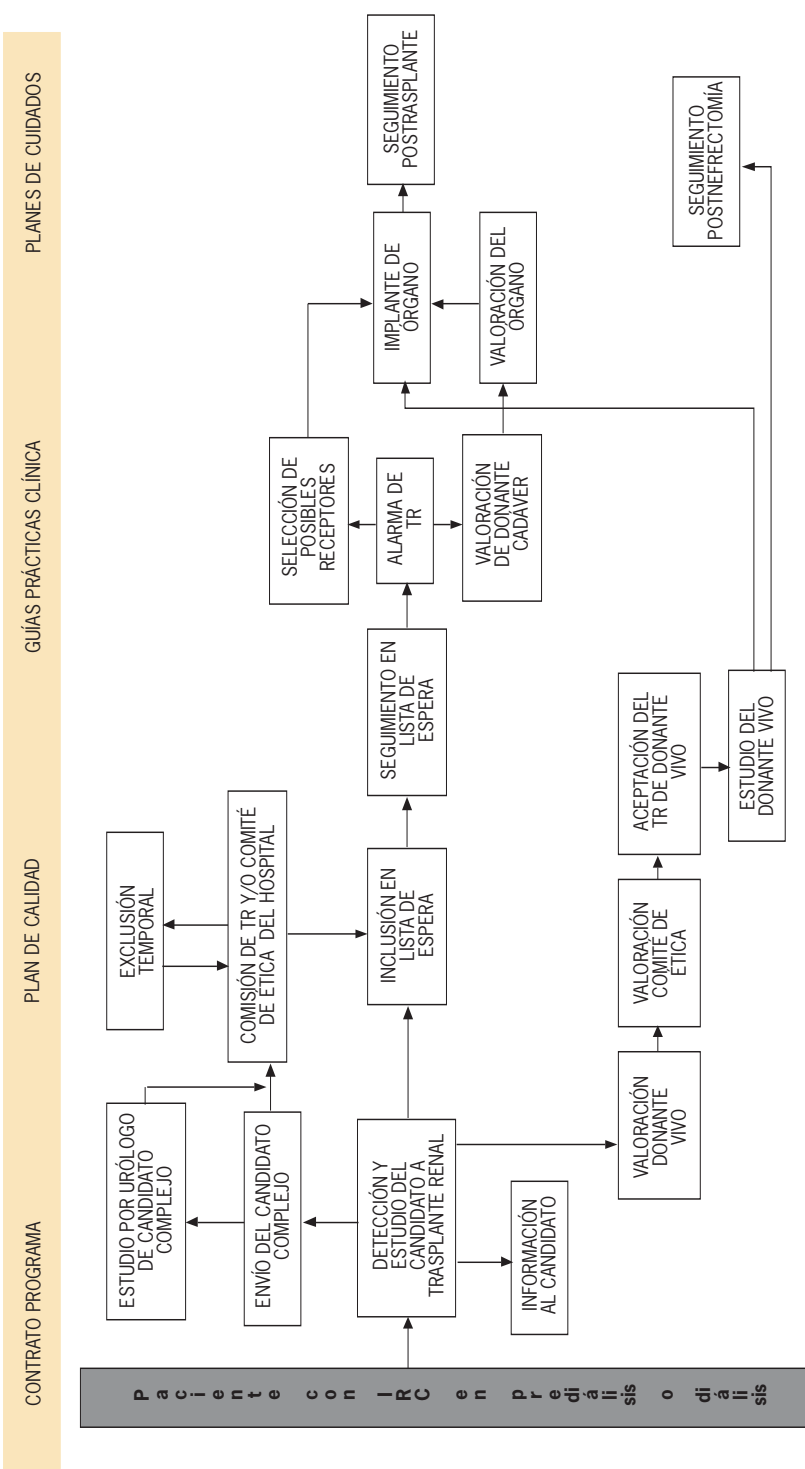 CONTRATO PROGRAMA
PLAN DE CALIDAD
GUÍAS PRÁCTICAS CLÍNICA
PLANES DE CUIDADOS
Paciente con IRC en prediálisis o diálisis
ESTUDIO POR URÓLOGO
DE CANDIDATO
COMPLEJO
ENVÍO DEL CANDIDATO
COMPLEJO
DETECCIÓN Y
ESTUDIO DEL
CANDIDATO A
TRASPLANTE RENAL
INFORMACIÓN
AL CANDIDATO
EXCLUSIÓN
TEMPORAL
COMISIÓN DE TR Y/O COMITÉ
DE ÉTICA DEL HOSPITAL
INCLUSIÓN EN
LISTA DE
ESPERA
SEGUIMIENTO EN
LISTA DE
ESPERA
VALORACIÓN
DONANTE
VIVO
VALORACIÓN
COMITÉ DE
ÉTICA
ACEPTACIÓN DEL
TR DE DONANTE
VIVO
ESTUDIO DEL
DONANTE VIVO
SELECCIÓN DE
POSIBLES
RECEPTORES
ALARMA DE
TR
VALORACIÓN
DE DONANTE
CADÁVER
IMPLANTE DE
ÓRGANO
VALORACIÓN DEL
ÓRGANO
SEGUIMIENTO
POSTRASPLANTE
SEGUIMIENTO
POSTNEFRECTOMÍA